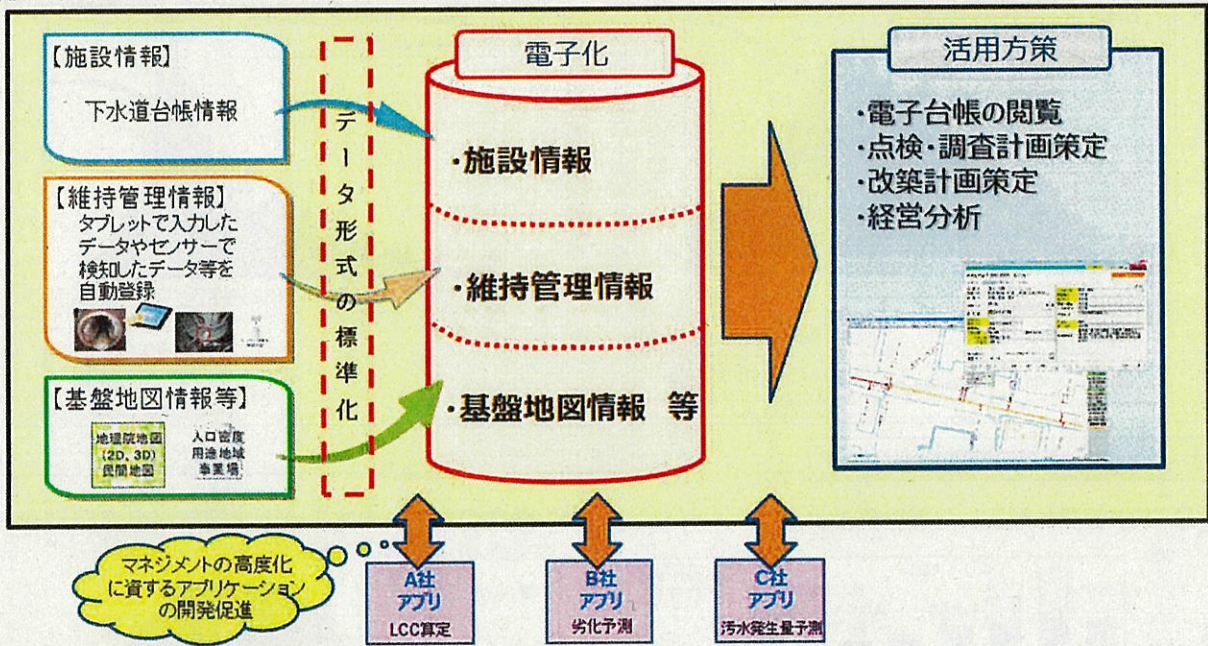 【施設情報】
下水道台帳情報
【維持管理情報】
タブレットで入力した
データやセンサーで
検知したデータ等を
自動登録
【基盤地図情報等】
地理院地図
(2D、3D)
民間地図
人口密度
用途地域
事業場
データ形式の標準化
電子化
・施設情報
・維持管理情報
・基盤地図情報 等
活用方策
・電子台帳の閲覧
・点検・調査計画策定
・改築計画策定
・経営分析
マネジメントの高度化
に資するアプリケーション
の開発促進
A社
アプリ
LCC算定
B社
アプリ
劣化予測
C社
アプリ
汚水発生量予測